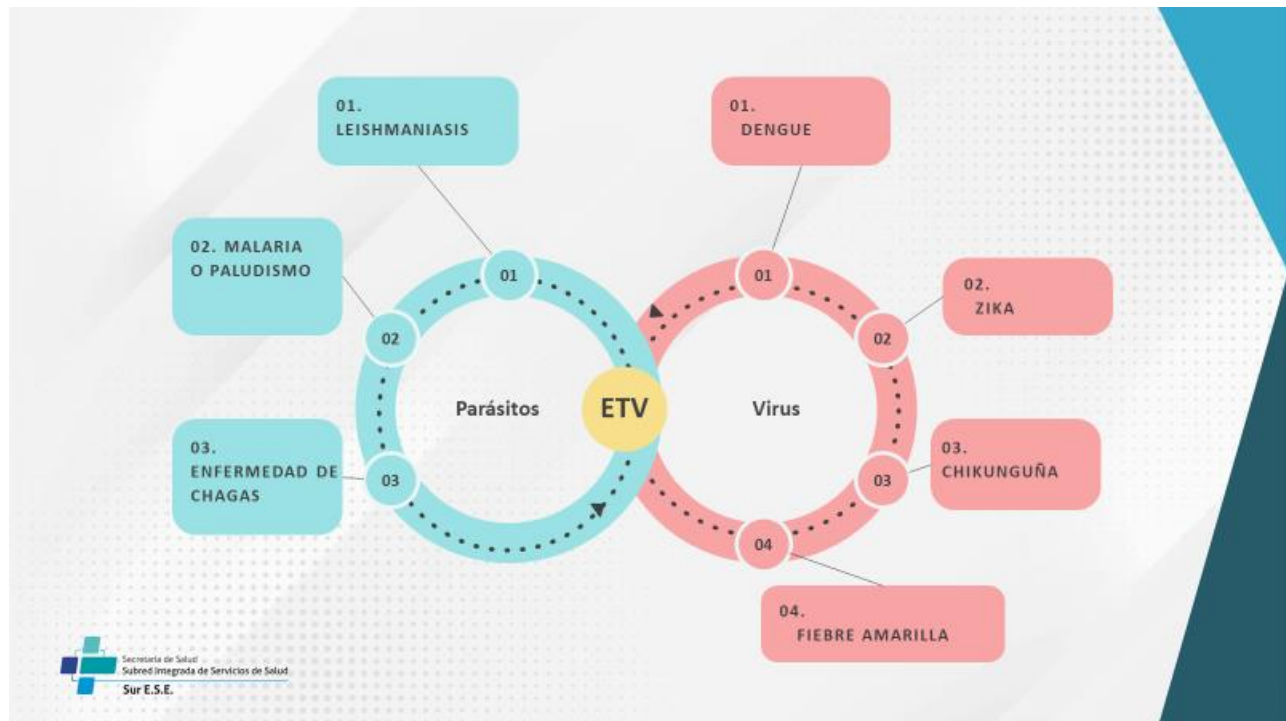 01.
LEISHMANIASIS
02. MALARIA
O PALUDISMO
03.
ENFERMEDAD DE
CHAGAS
01
02
03
Parásitos
ETV
Virus
01.
DENGUE
02.
ZIKA
03.
CHIKUNGUÑA
04.
FIEBRE AMARILLA
01
02
03
04
Secretaría de Salud
Subred Integrada de Servicios de Salud
Sur E.S.E.